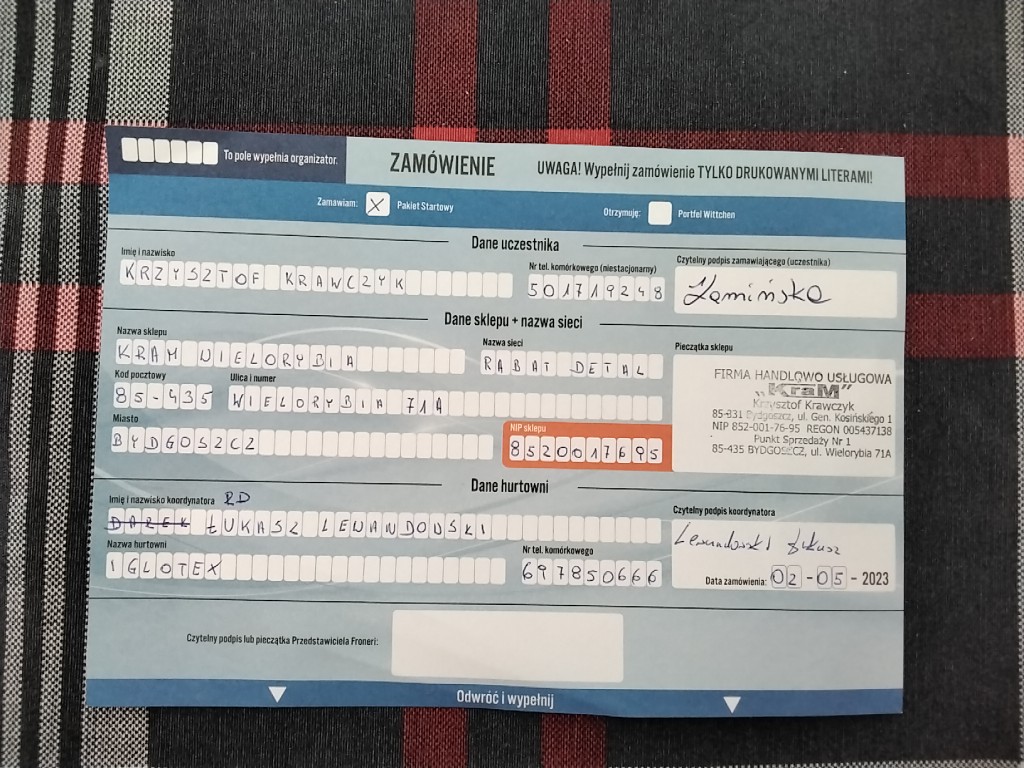 To pole wypełnia organizator.
ZAMÓWIENIE
UWAGA! Wypełnij zamówienie TYLKO DRUKOWANYMI LITERAMI!
Zamawiam: X Pakiet Startowy
Otrzymuję: Portfel Wittchen
Dane uczestnika
Imię i nazwisko
KRZYSZTOF KRAWCZYK
Nr tel. komórkowego (niestacjonarny)
501719248
Czytelny podpis zamawiającego (uczestnika)
Dane sklepu + nazwa sieci
Nazwa sklepu
KRAM WIELORYBIA
Nazwa sieci
RABAT DETAL
Kod pocztowy
85-435
Ulica i numer
WIELORYBIA 71A
Miasto
BYDGOSZCZ
NIP sklepu
8520017695
Pieczątka sklepu
FIRMA HANDLOWO USŁUGOWA
„KraM”
Krzysztof Krawczyk
85-331 Bydgoszcz, ul. Gen. Kosińskiego 1
NIP 852-001-76-95 REGON 005437138
Punkt Sprzedaży Nr 1
85-435 BYDGOSZCZ, ul. Wielorybia 71A
Dane hurtowni
Imię i nazwisko koordynatora RD
DAREK ŁUKASZ LEWANDOWSKI
Nazwa hurtowni
IGLOTEX
Nr tel. komórkowego
697850666
Czytelny podpis koordynatora
Lewandowski Łukasz
Data zamówienia: 02-05-2023
Czytelny podpis lub pieczątka Przedstawiciela Froneri:
Odwróć i wypełnij